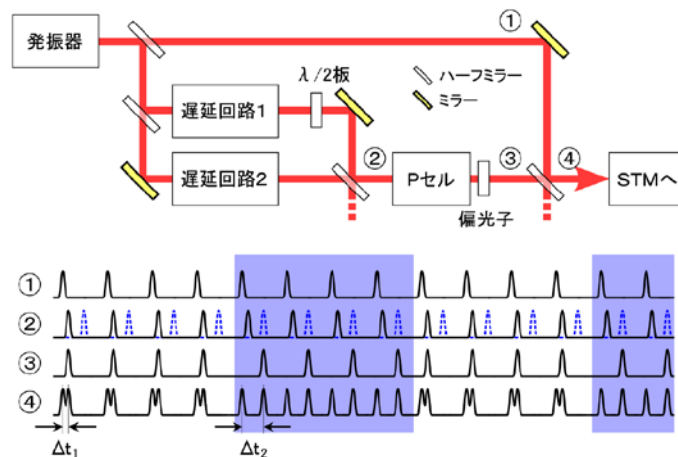 ①
発振器
λ/2板
ハーフミラー
ミラー
遅延回路1
②
③
④
遅延回路2
Pセル
STMへ
偏光子
①
②
③
④
Δt₁
Δt₂